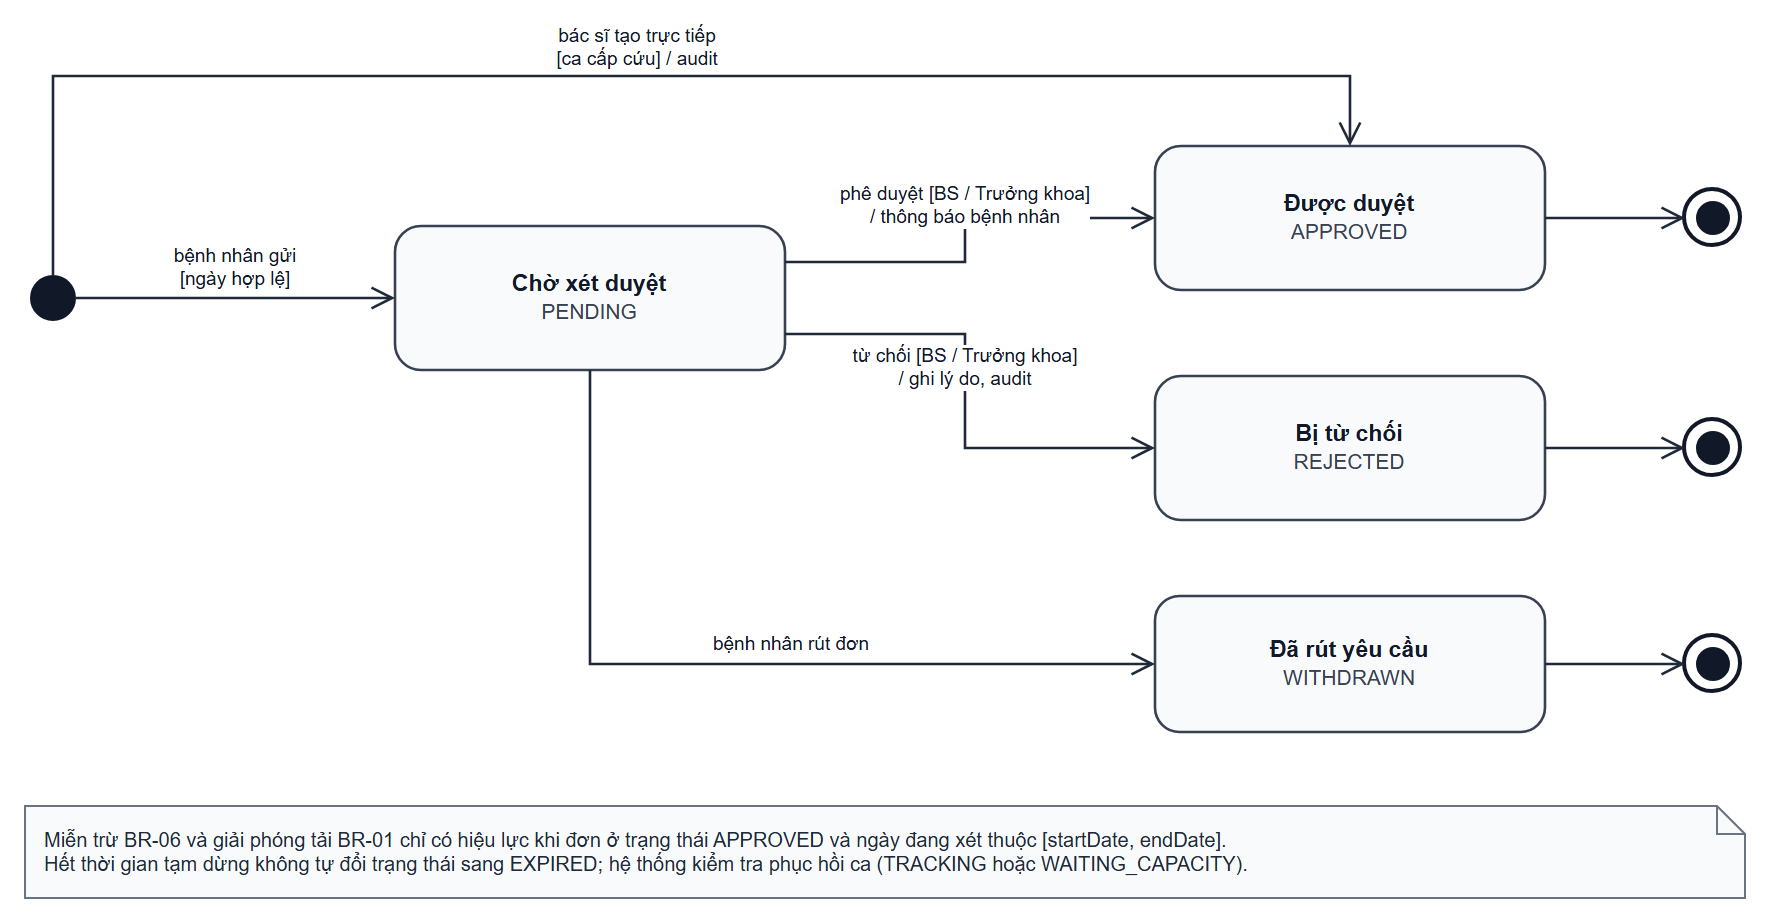 bác sĩ tạo trực tiếp
[ca cấp cứu] / audit
phê duyệt [BS / Trưởng khoa]
/ thông báo bệnh nhân
Được duyệt
APPROVED
bệnh nhân gửi
[ngày hợp lệ]
Chờ xét duyệt
PENDING
từ chối [BS / Trưởng khoa]
/ ghi lý do, audit
Bị từ chối
REJECTED
bệnh nhân rút đơn
Đã rút yêu cầu
WITHDRAWN
Miễn trừ BR-06 và giải phóng tải BR-01 chỉ có hiệu lực khi đơn ở trạng thái APPROVED và ngày đang xét thuộc [startDate, endDate].
Hết thời gian tạm dừng không tự đổi trạng thái sang EXPIRED; hệ thống kiểm tra phục hồi ca (TRACKING hoặc WAITING_CAPACITY).